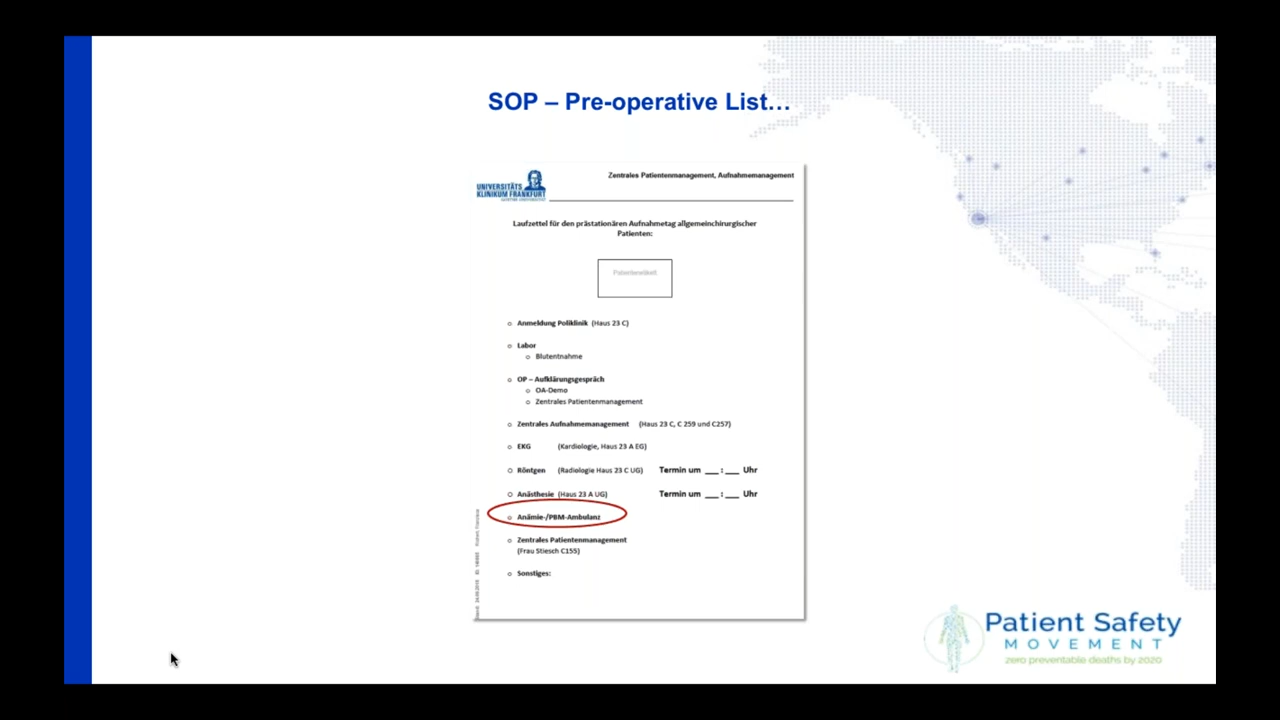 SOP – Pre-operative List...
UNIVERSITÄTS
KLINIKUM FRANKFURT
Zentrales Patientenmanagement, Aufnahmemanagement
Laufzettel für den prästationären Aufnahmetag allgemeinchirurgischer
Patienten:
Patientenetikett
o Anmeldung Poliklinik (Haus 23 C)
o Labor
o Blutentnahme
o OP – Aufklärungsgespräch
o OA-Demo
o Zentrales Patientenmanagement
o Zentrales Aufnahmemanagement (Haus 23 C, C 259 und C257)
o EKG (Kardiologie, Haus 23 A EG)
o Röntgen (Radiologie Haus 23 C UG) Termin um ___ : ___ Uhr
o Anästhesie (Haus 23 A UG) Termin um ___ : ___ Uhr
o Anämie-/PBM-Ambulanz
o Zentrales Patientenmanagement
(Frau Stiesch C155)
o Sonstiges:
Patient Safety
MOVEMENT
zero preventable deaths by 2020